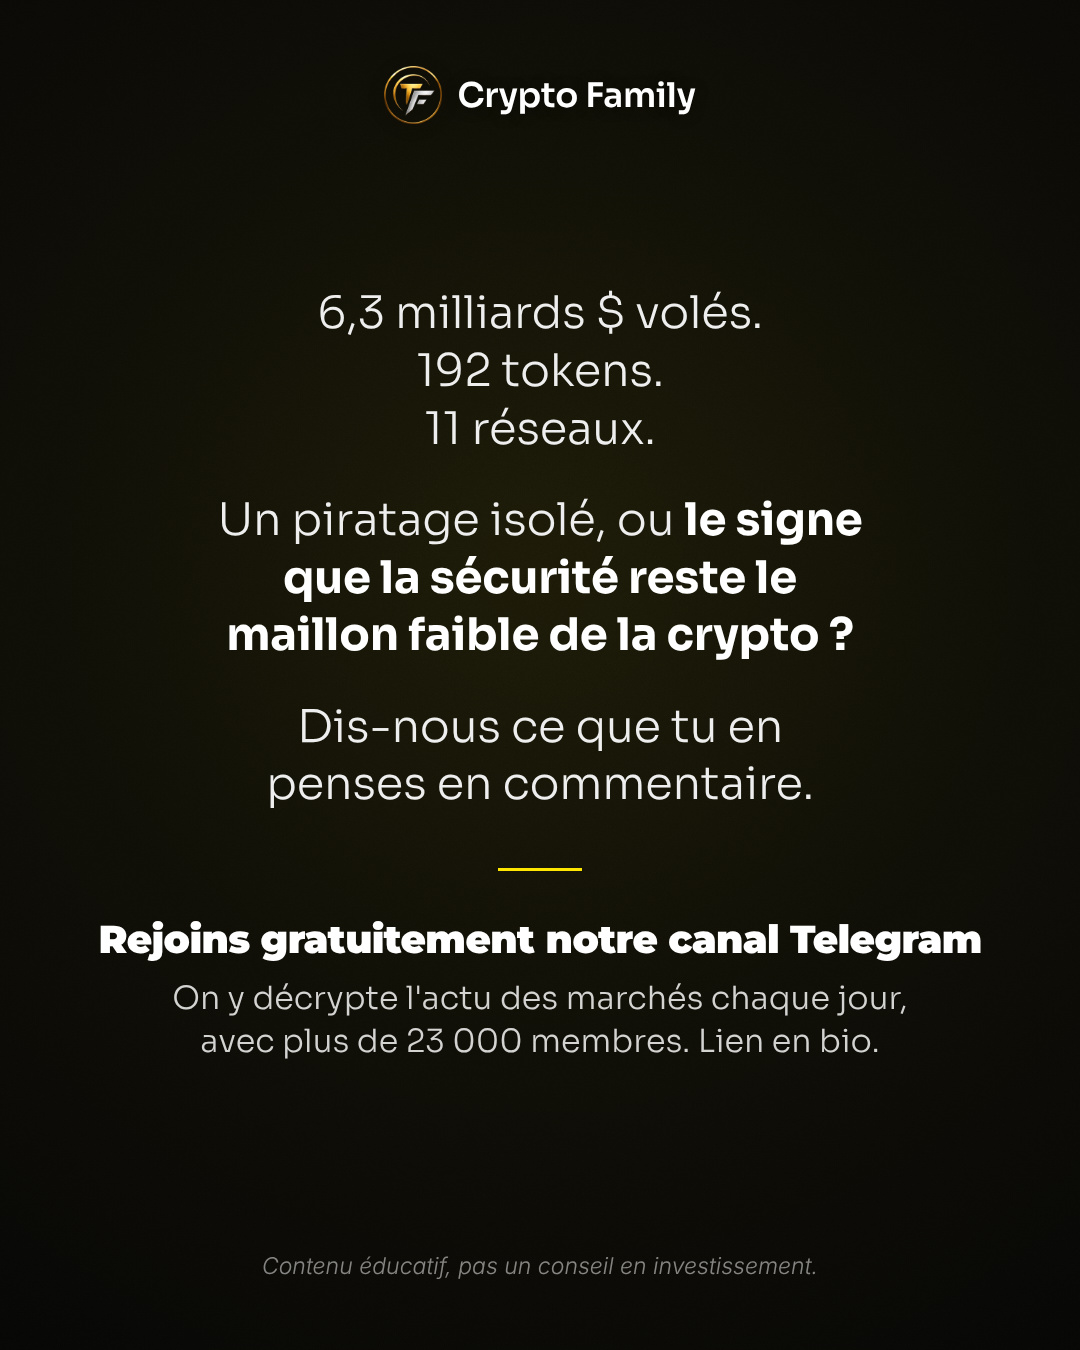 TF Crypto Family
6,3 milliards $ volés.
192 tokens.
11 réseaux.
Un piratage isolé, ou le signe
que la sécurité reste le
maillon faible de la crypto ?
Dis-nous ce que tu en
penses en commentaire.
Rejoins gratuitement notre canal Telegram
On y décrypte l'actu des marchés chaque jour,
avec plus de 23 000 membres. Lien en bio.
Contenu éducatif, pas un conseil en investissement.